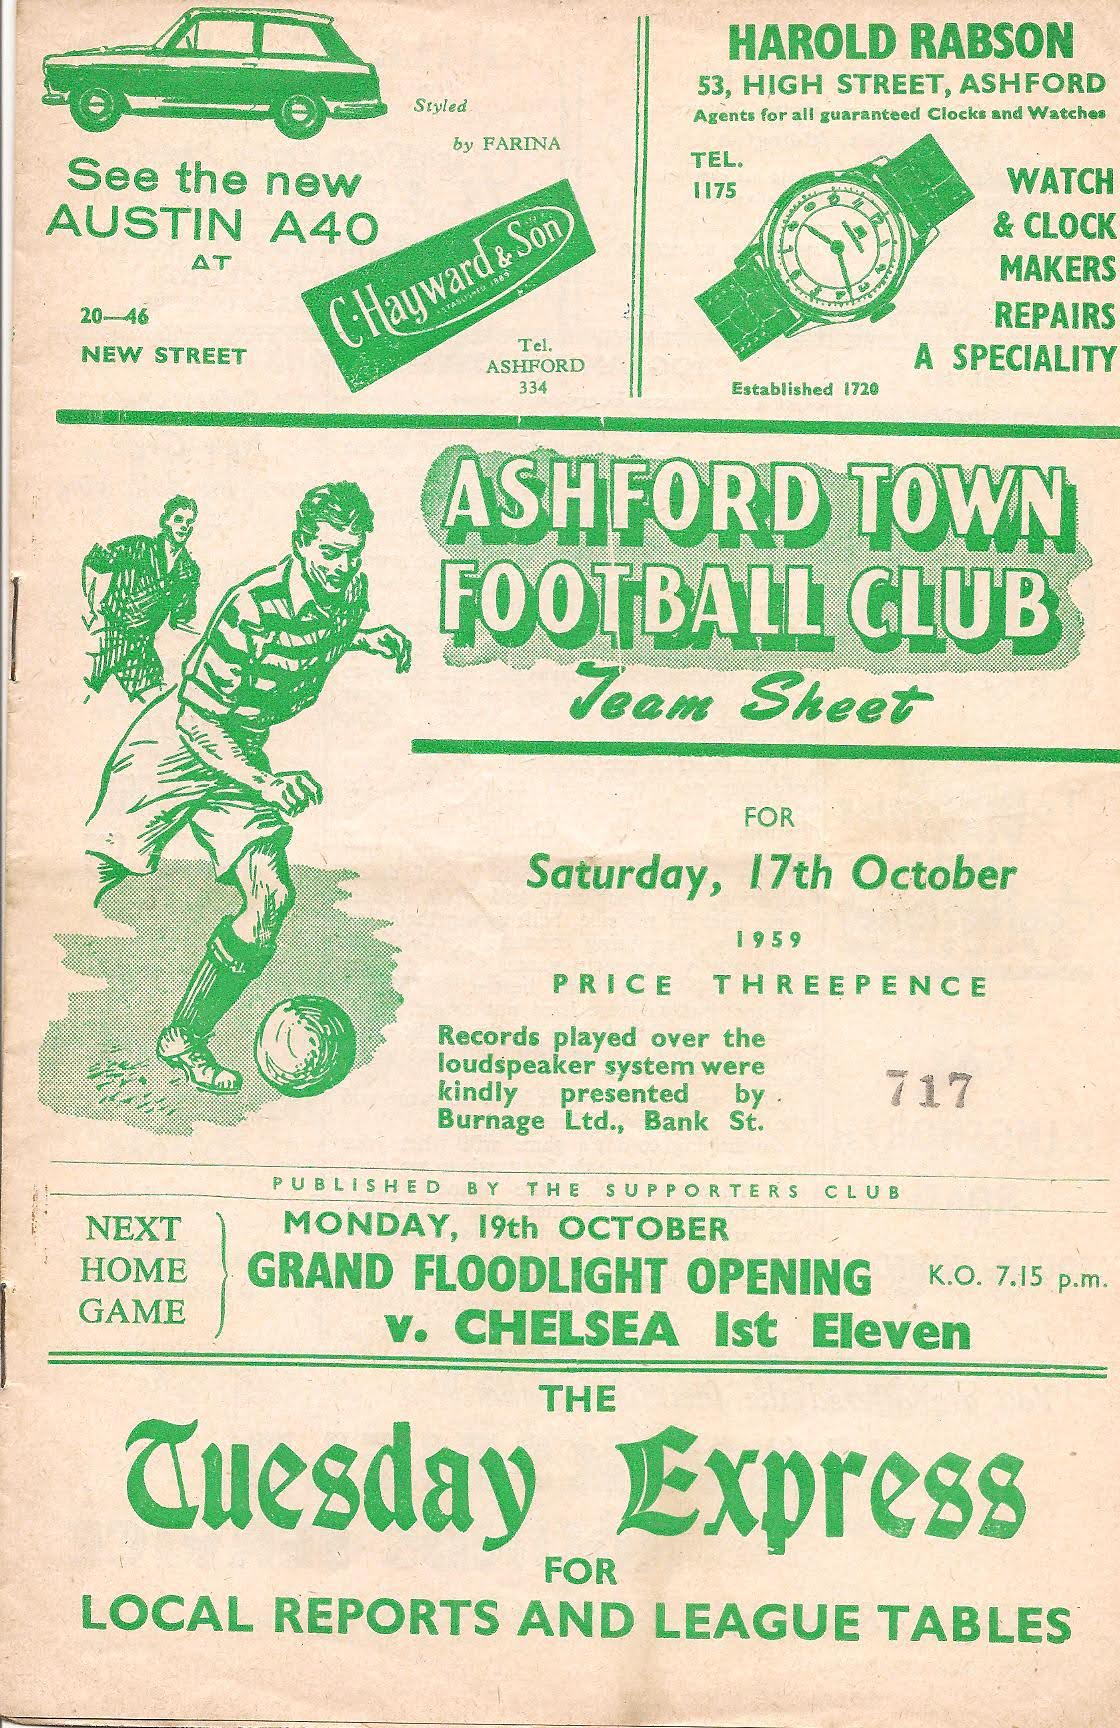 Styled
by FARINA
See the new
AUSTIN A40
AT
20—46
NEW STREET
C. Hayward & Son
Tel.
ASHFORD
334
HAROLD RABSON
53, HIGH STREET, ASHFORD
Agents for all guaranteed Clocks and Watches
TEL.
1175
WATCH
& CLOCK
MAKERS
REPAIRS
A SPECIALITY
Established 1720
ASHFORD TOWN
FOOTBALL CLUB
Team Sheet
FOR
Saturday, 17th October
1959
PRICE THREEPENCE
Records played over the
loudspeaker system were
kindly presented by
Burnage Ltd., Bank St.
717
PUBLISHED BY THE SUPPORTERS CLUB
NEXT
HOME
GAME
MONDAY, 19th OCTOBER
GRAND FLOODLIGHT OPENING
K.O. 7.15 p.m.
v. CHELSEA 1st Eleven
THE
Tuesday Express
FOR
LOCAL REPORTS AND LEAGUE TABLES